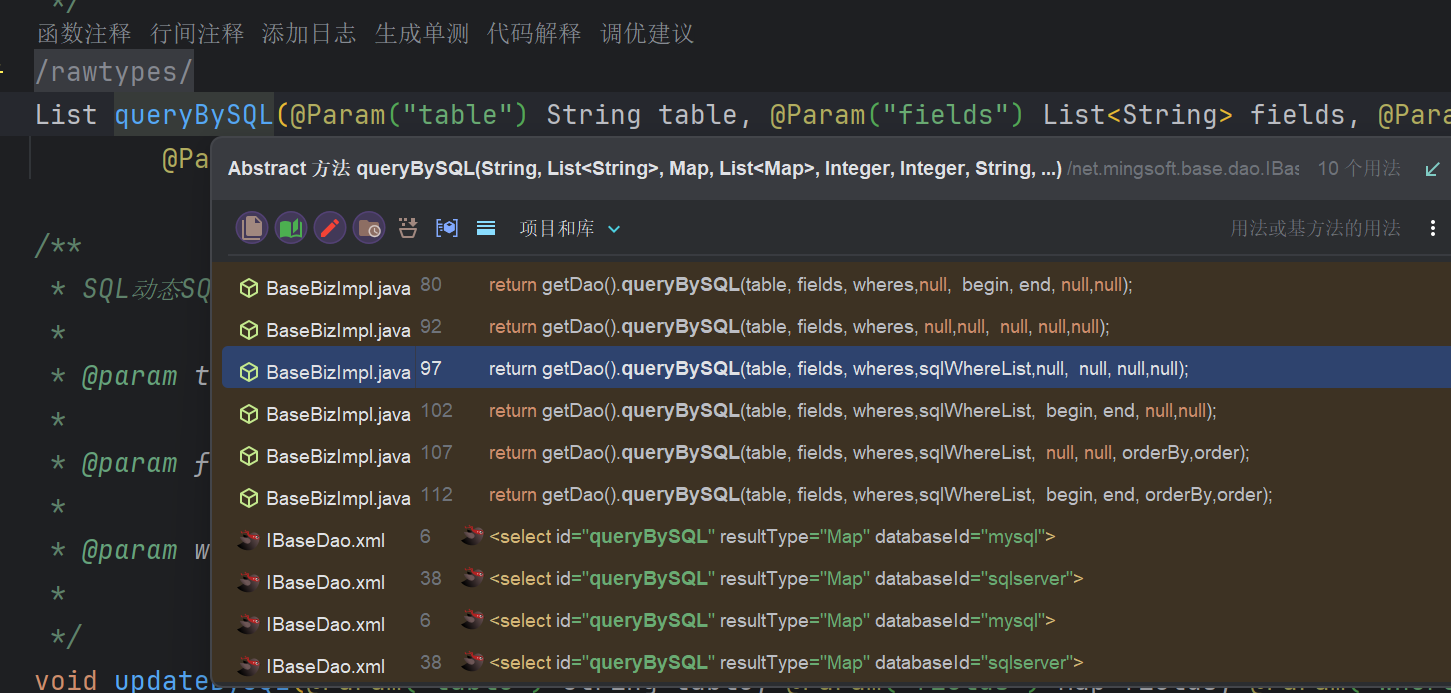 */
函数注释 行间注释 添加日志 生成单测 代码解释 调优建议
/rawtypes/
List queryBySQL(@Param("table") String table, @Param("fields") List<String> fields, @Para
@Pa
Abstract 方法 queryBySQL(String, List<String>, Map, List<Map>, Integer, Integer, String, ...) /net.mingsoft.base.dao.IBas 10 个用法
项目和库 用法或基方法的用法
/**
* SQL动态SQ
*
* @param t
*
* @param f
*
* @param w
*
*/
BaseBizImpl.java 80 return getDao().queryBySQL(table, fields, wheres,null, begin, end, null,null);
BaseBizImpl.java 92 return getDao().queryBySQL(table, fields, wheres, null,null, null, null,null);
BaseBizImpl.java 97 return getDao().queryBySQL(table, fields, wheres,sqlWhereList,null, null, null,null);
BaseBizImpl.java 102 return getDao().queryBySQL(table, fields, wheres,sqlWhereList, begin, end, null,null);
BaseBizImpl.java 107 return getDao().queryBySQL(table, fields, wheres,sqlWhereList, null, null, orderBy,order);
BaseBizImpl.java 112 return getDao().queryBySQL(table, fields, wheres,sqlWhereList, begin, end, orderBy,order);
IBaseDao.xml 6 <select id="queryBySQL" resultType="Map" databaseId="mysql">
IBaseDao.xml 38 <select id="queryBySQL" resultType="Map" databaseId="sqlserver">
IBaseDao.xml 6 <select id="queryBySQL" resultType="Map" databaseId="mysql">
IBaseDao.xml 38 <select id="queryBySQL" resultType="Map" databaseId="sqlserver">
void update